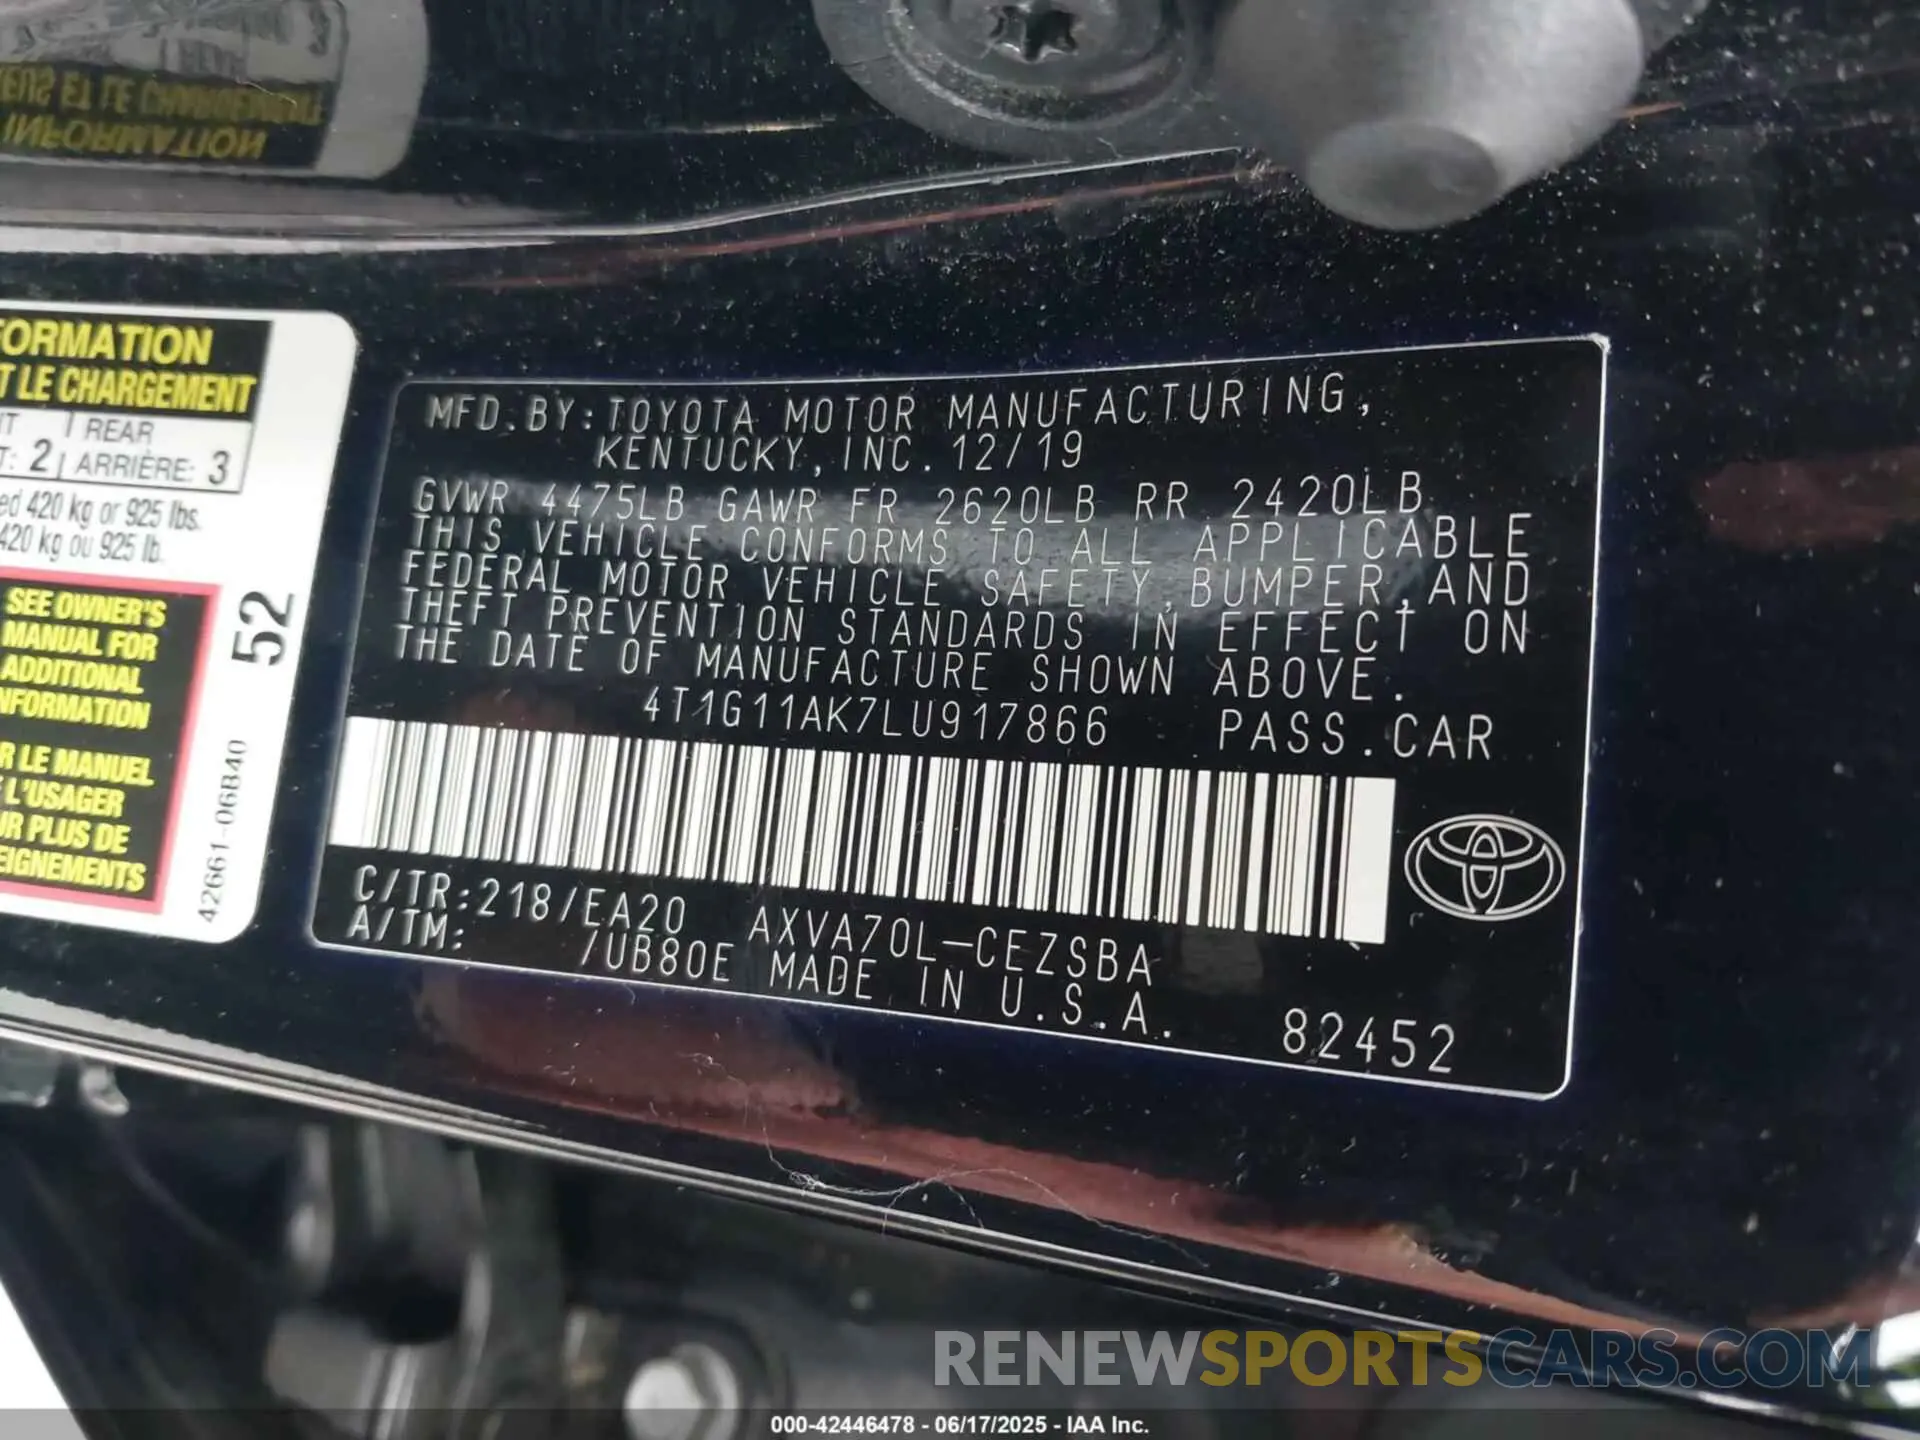 INFORMATION
FORMATION
T LE CHARGEMENT
REAR
2 ARRIÈRE: 3
ed 420 kg or 925 lbs.
420 kg ou 925 lb.
SEE OWNER'S
MANUAL FOR
ADDITIONAL
NFORMATION
R LE MANUEL
L'USAGER
UR PLUS DE
EIGNEMENTS
52
42661-06B40
MFD. BY: TOYOTA MOTOR MANUFACTURING,
KENTUCKY, INC. 12/19
GVWR 4475LB GAWR FR 2620LB RR 2420LB
THIS VEHICLE CONFORMS TO ALL APPLICABLE
FEDERAL MOTOR VEHICLE SAFETY, BUMPER, AND
THEFT PREVENTION STANDARDS IN EFFECT ON
THE DATE OF MANUFACTURE SHOWN ABOVE.
4T1G11AK7LU917866 PASS. CAR
C/TR:218/EA20 AXVA70L-CEZSBA
A/TM: /UB80E MADE IN U.S.A.
82452
RENEWSPORTSCARS.COM
000-42446478 - 06/17/2025 - IAA Inc.